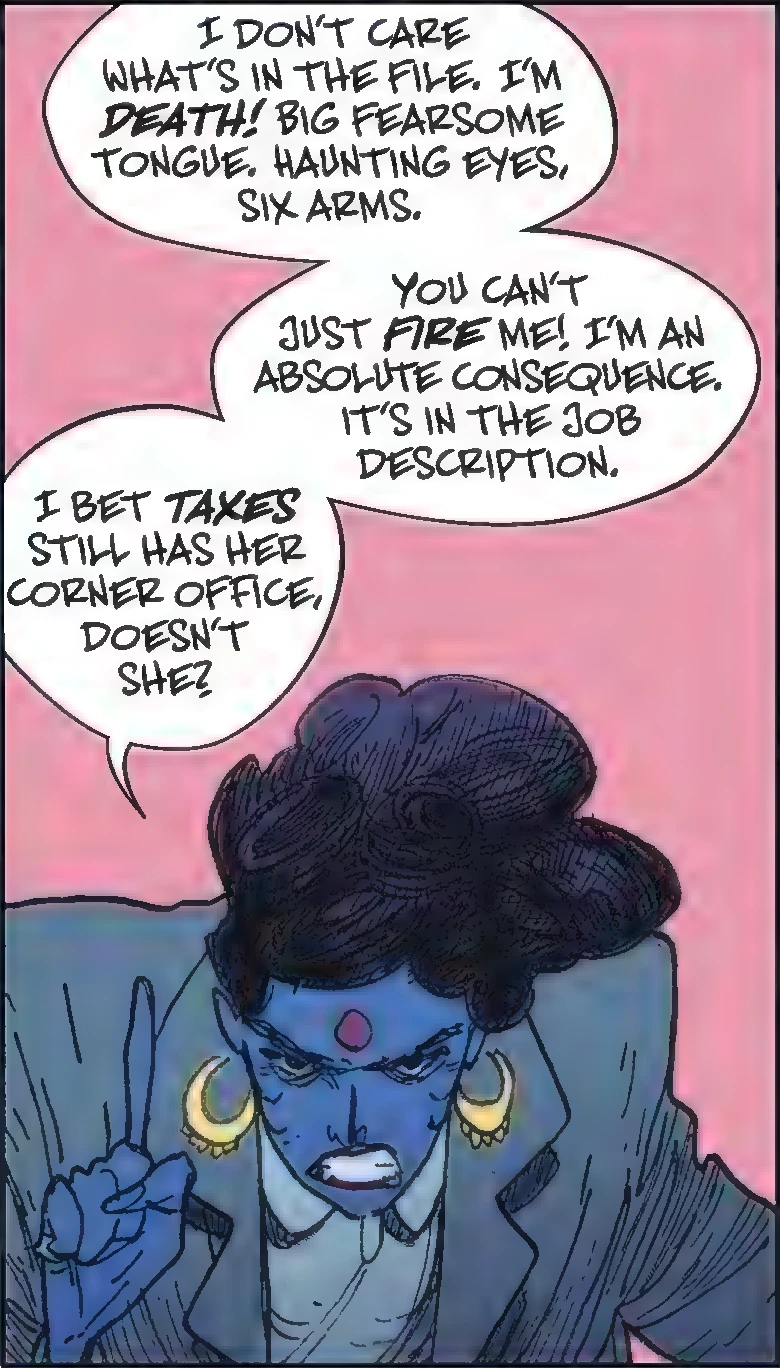 I DON'T CARE
WHAT'S IN THE FILE. I'M
DEATH! BIG FEARSOME
TONGUE. HAUNTING EYES,
SIX ARMS.
YOU CAN'T
JUST FIRE ME! I'M AN
ABSOLUTE CONSEQUENCE.
IT'S IN THE JOB
DESCRIPTION.
I BET TAXES
STILL HAS HER
CORNER OFFICE,
DOESN'T
SHE?